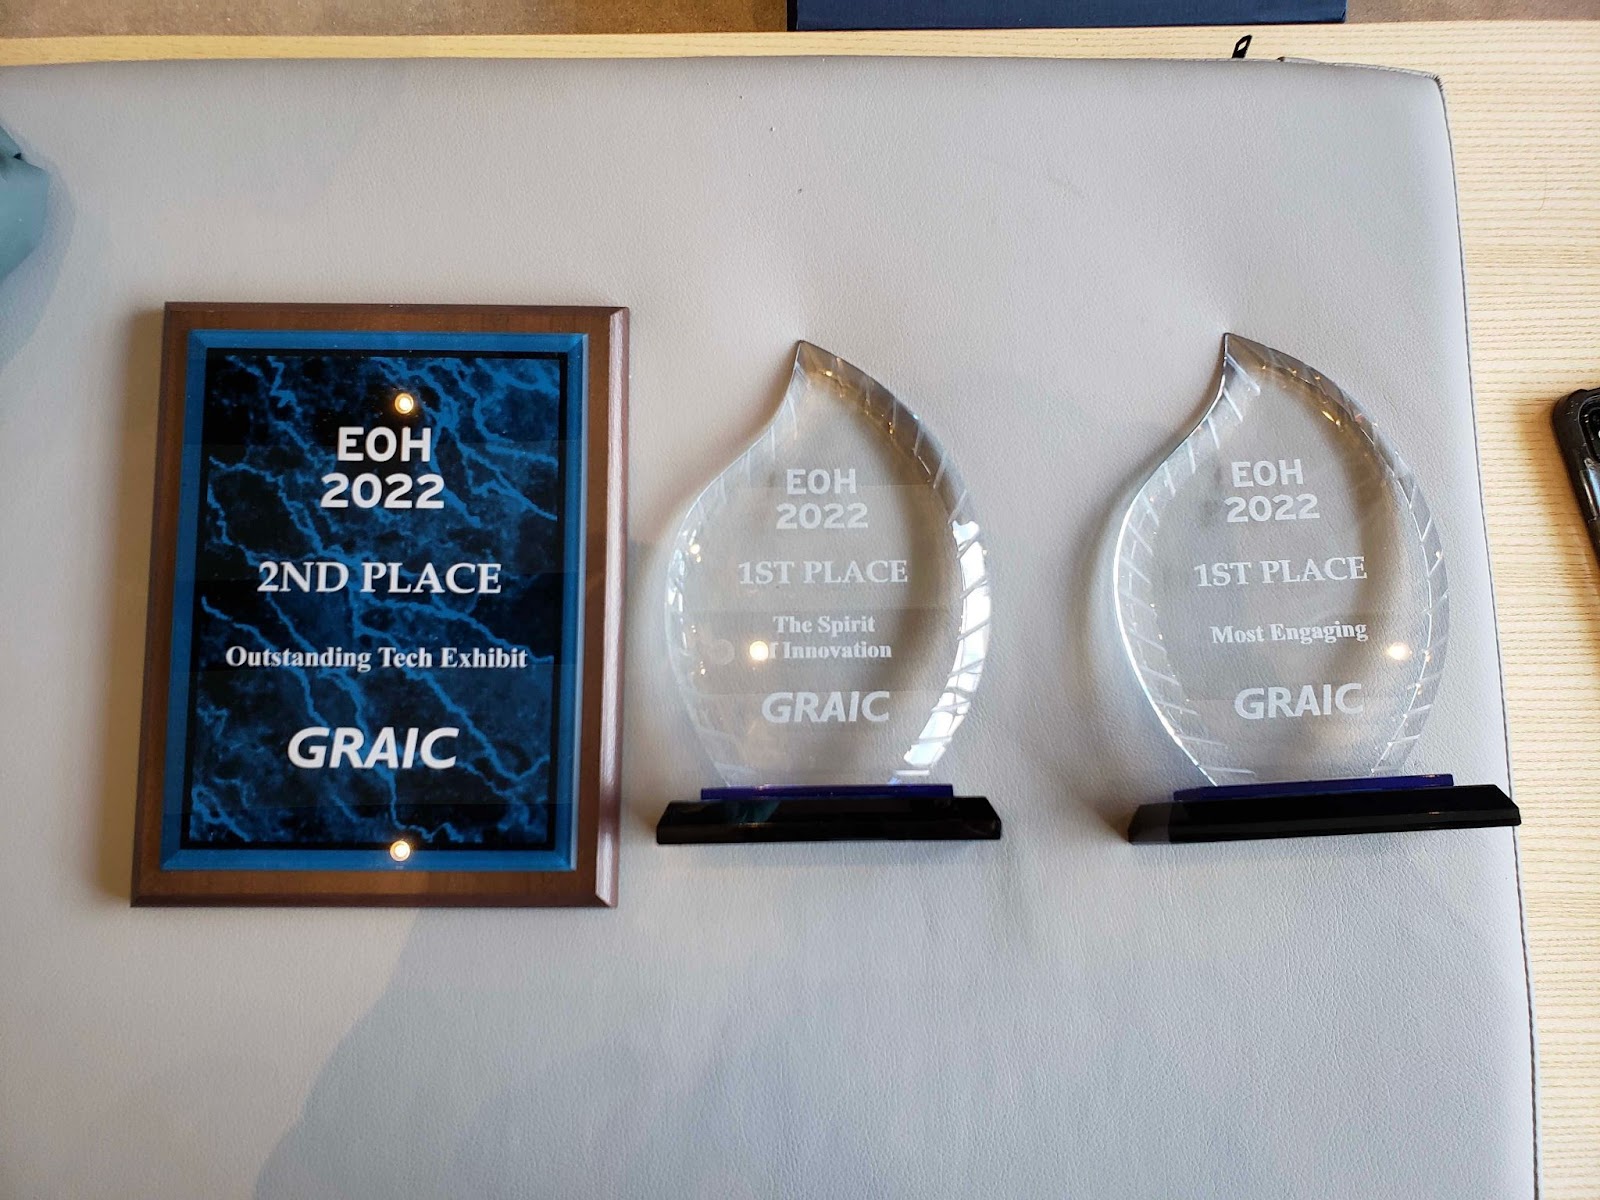 EOH
2022
2ND PLACE
Outstanding Tech Exhibit
GRAIC
EOH
2022
1ST PLACE
The Spirit
Of Innovation
GRAIC
EOH
2022
1ST PLACE
Most Engaging
GRAIC